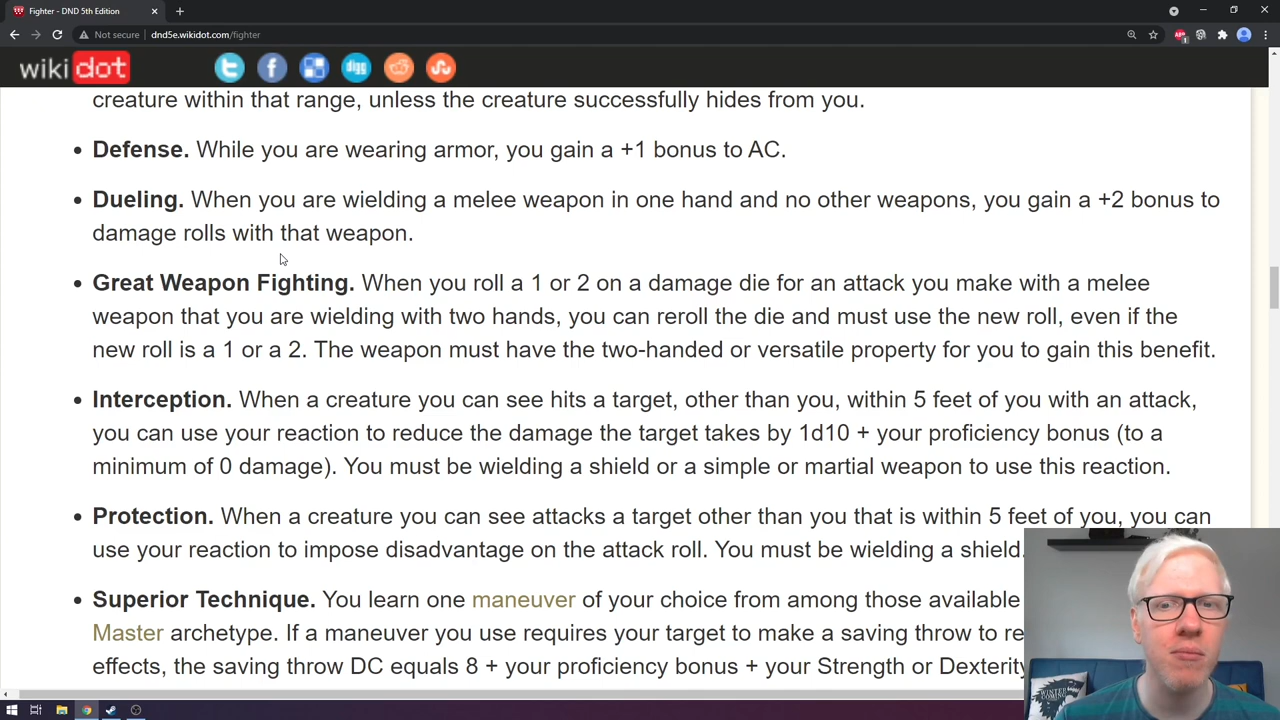 Fighter - DND 5th Edition
Not secure
dnd5e.wikidot.com/fighter
wikidot
digg
creature within that range, unless the creature successfully hides from you.
Defense. While you are wearing armor, you gain a +1 bonus to AC.
Dueling. When you are wielding a melee weapon in one hand and no other weapons, you gain a +2 bonus to
damage rolls with that weapon.
Great Weapon Fighting. When you roll a 1 or 2 on a damage die for an attack you make with a melee
weapon that you are wielding with two hands, you can reroll the die and must use the new roll, even if the
new roll is a 1 or a 2. The weapon must have the two-handed or versatile property for you to gain this benefit.
Interception. When a creature you can see hits a target, other than you, within 5 feet of you with an attack,
you can use your reaction to reduce the damage the target takes by 1d10 + your proficiency bonus (to a
minimum of 0 damage). You must be wielding a shield or a simple or martial weapon to use this reaction.
Protection. When a creature you can see attacks a target other than you that is within 5 feet of you, you can
use your reaction to impose disadvantage on the attack roll. You must be wielding a shield.
Superior Technique. You learn one maneuver of your choice from among those available
Master archetype. If a maneuver you use requires your target to make a saving throw to re
effects, the saving throw DC equals 8 + your proficiency bonus + your Strength or Dexterity
WINTER